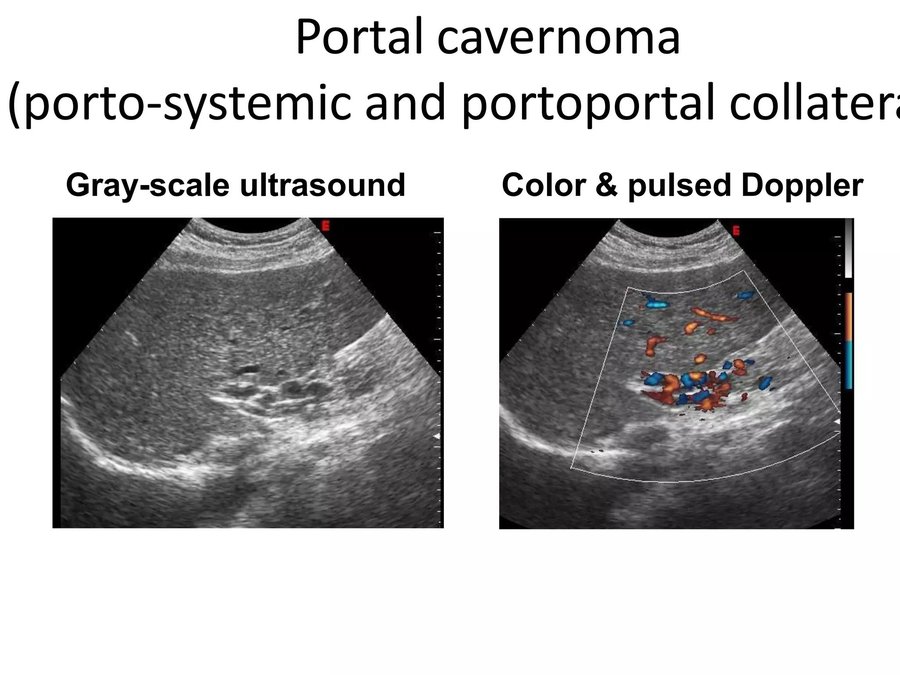 Portal cavernoma
(porto-systemic and portoportal collatera
Gray-scale ultrasound
Color & pulsed Doppler
E
E